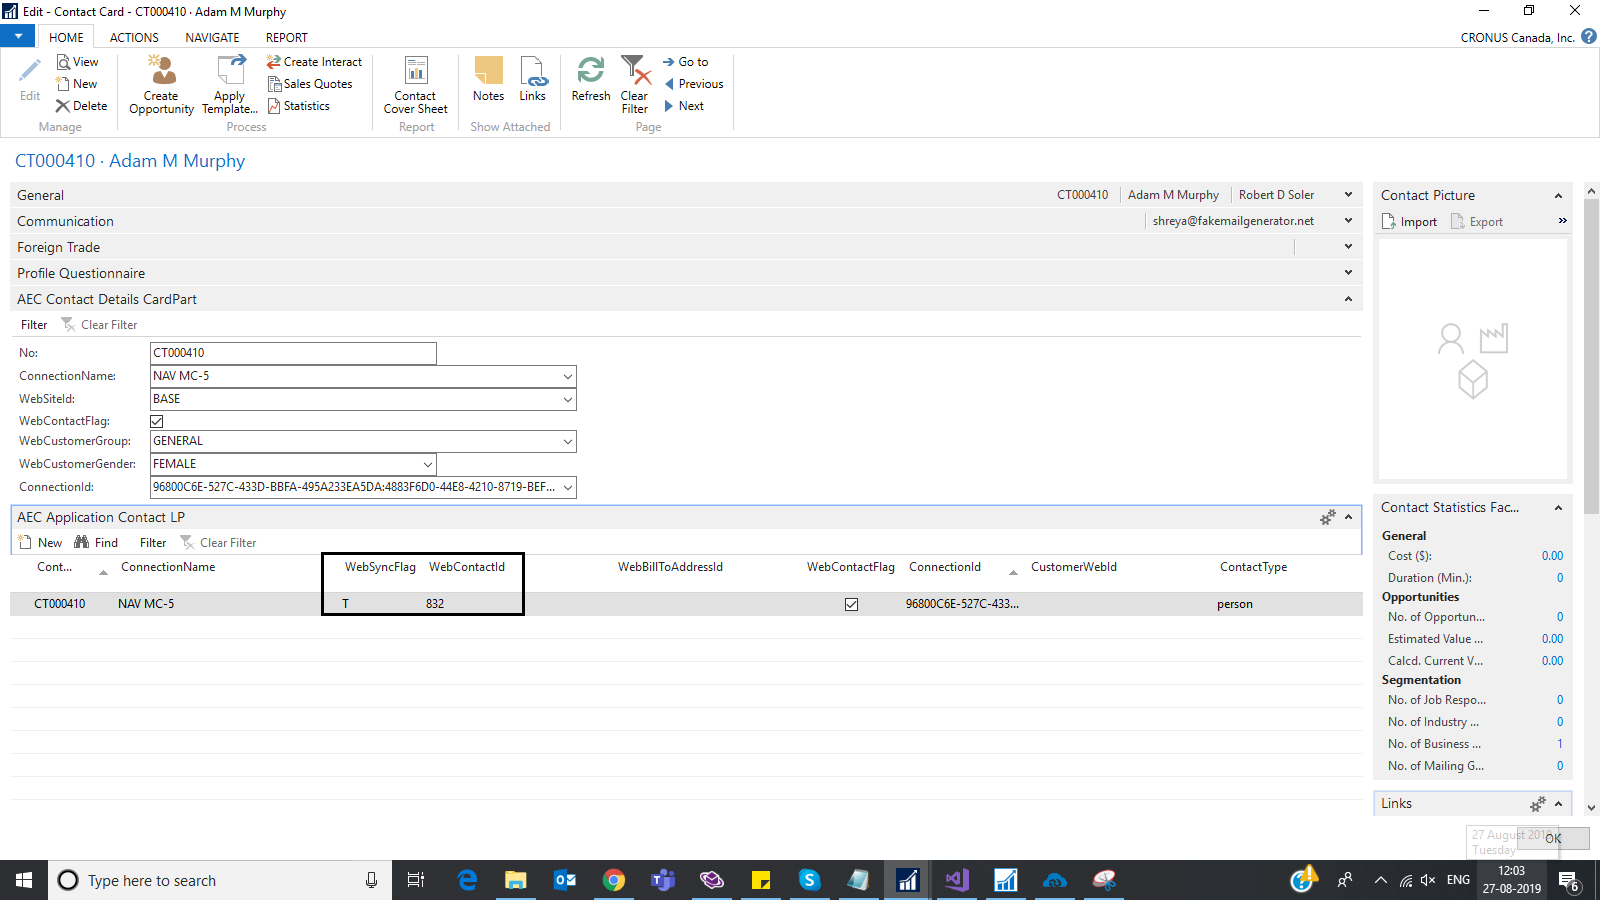 Edit - Contact Card - CT000410 · Adam M Murphy
HOME ACTIONS NAVIGATE REPORT CRONUS Canada, Inc.
Edit
View
New
Delete
Manage
Create Opportunity
Apply Template...
Create Interact
Sales Quotes
Statistics
Process
Contact Cover Sheet
Report
Notes
Links
Show Attached
Refresh
Clear Filter
Go to
Previous
Next
Page
CT000410 · Adam M Murphy
General CT000410 Adam M Murphy Robert D Soler
Communication shreya@fakemailgenerator.net
Foreign Trade
Profile Questionnaire
AEC Contact Details CardPart
Filter Clear Filter
No: CT000410
ConnectionName: NAV MC-5
WebSiteId: BASE
WebContactFlag:
WebCustomerGroup: GENERAL
WebCustomerGender: FEMALE
ConnectionId: 96800C6E-527C-433D-BBFA-495A233EA5DA:4883F6D0-44E8-4210-8719-BEF...
AEC Application Contact LP
New Find Filter Clear Filter
Cont... ConnectionName WebSyncFlag WebContactId WebBillToAddressId WebContactFlag ConnectionId CustomerWebId ContactType
CT000410 NAV MC-5 T 832 96800C6E-527C-433... person
Contact Picture
Import Export »
Contact Statistics Fac...
General
Cost ($): 0.00
Duration (Min.): 0
Opportunities
No. of Opportun... 0
Estimated Value ... 0.00
Calcd. Current V... 0.00
Segmentation
No. of Job Respo... 0
No. of Industry ... 0
No. of Business ... 1
No. of Mailing G... 0
Links
27 August 2019
Tuesday
OK
Type here to search
ENG
12:03
27-08-2019
6